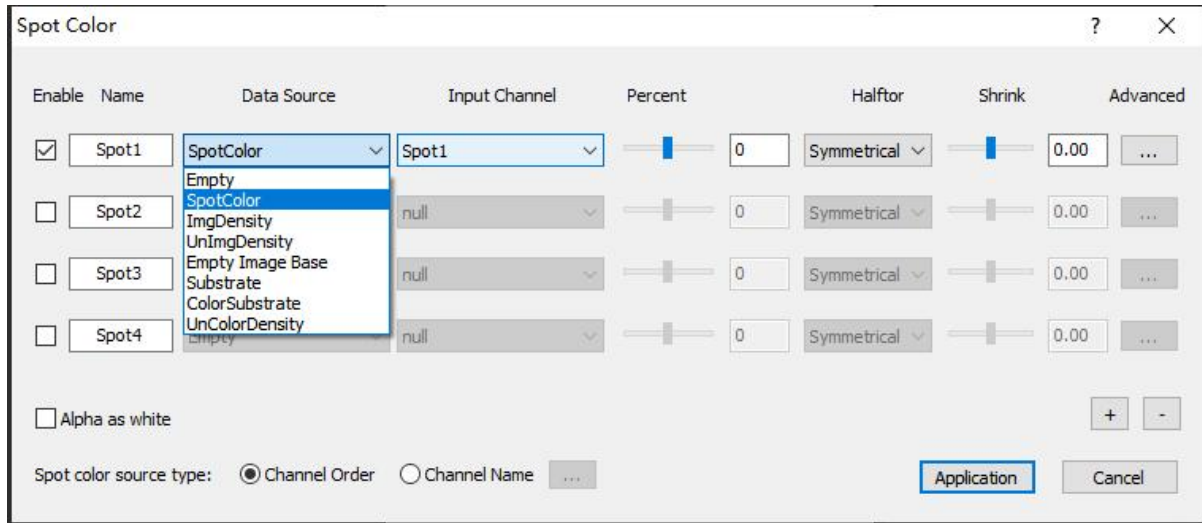 Spot Color ?
Enable Name Data Source Input Channel Percent Halftor Shrink Advanced
Spot1 SpotColor Spot1 0 Symmetrical 0.00 ...
Empty
SpotColor
Spot2 null 0 Symmetrical 0.00 ...
ImgDensity
UnImgDensity
Empty Image Base
Spot3 null 0 Symmetrical 0.00 ...
Substrate
ColorSubstrate
UnColorDensity
Spot4 Empty null 0 Symmetrical 0.00 ...
Alpha as white + -
Spot color source type: Channel Order Channel Name ... Application Cancel